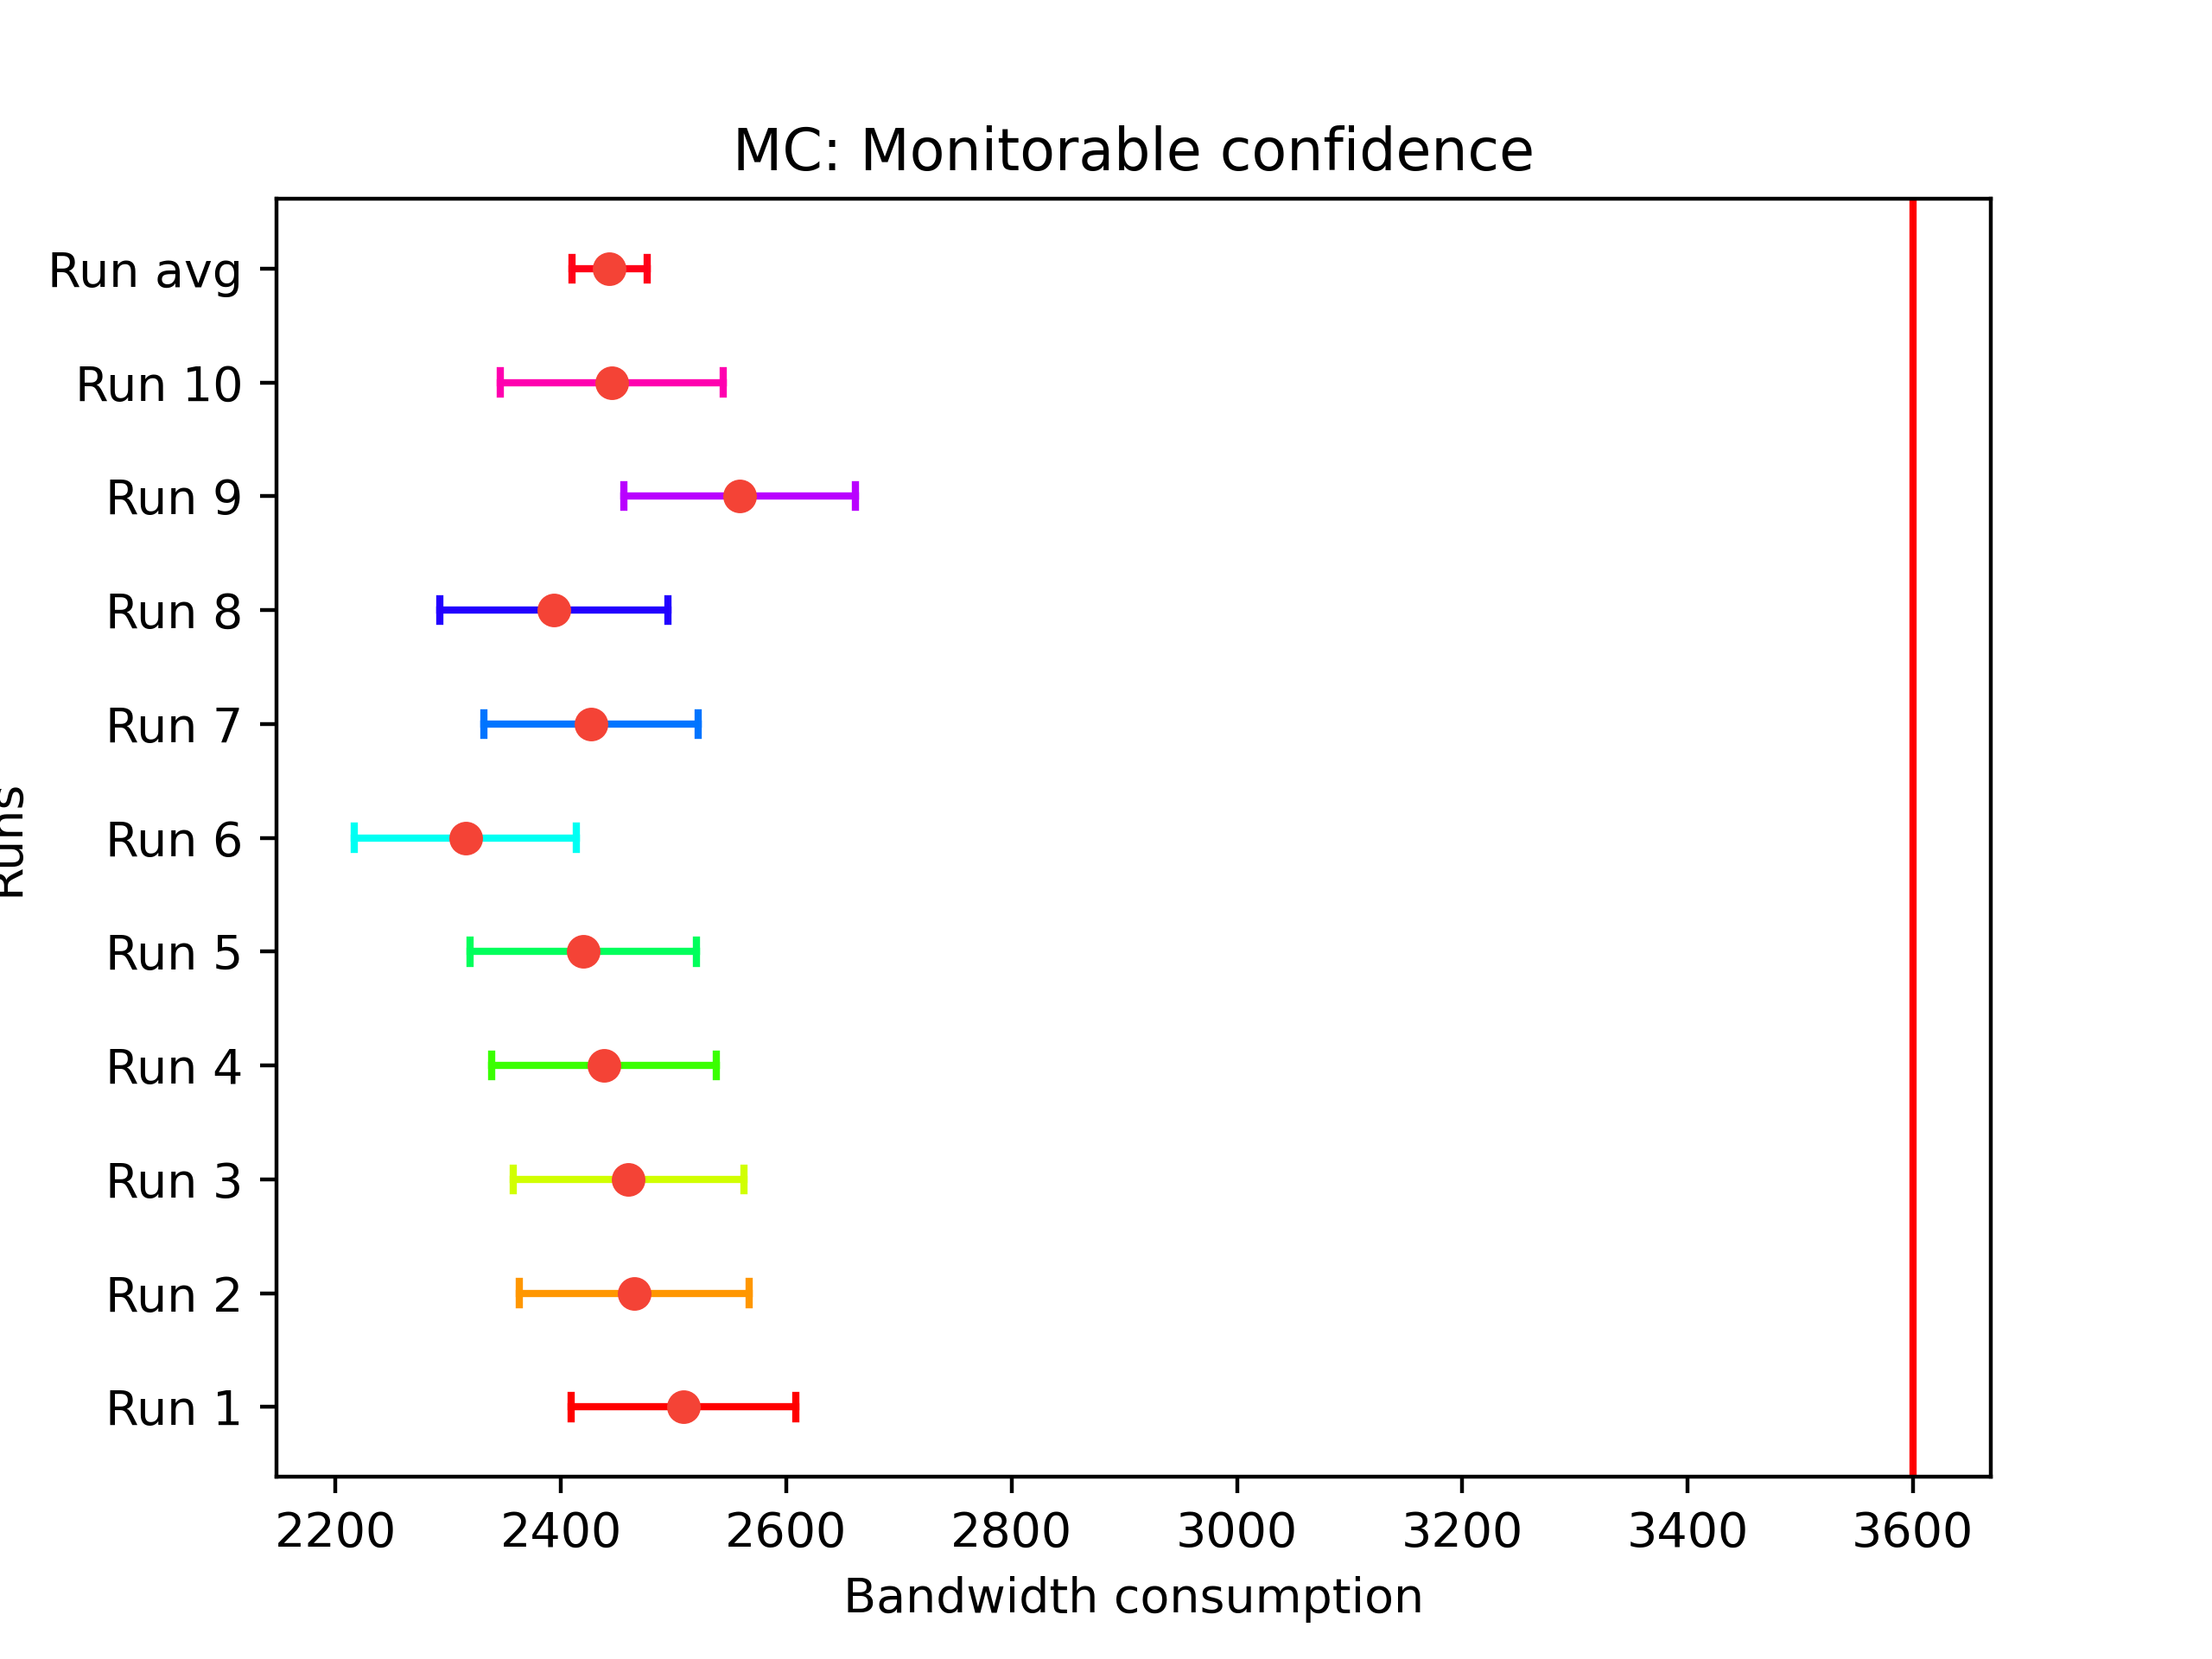 MC: Monitorable confidence
Run avg
Run 10
Run 9
Run 8
Run 7
Run 6
Run 5
Run 4
Run 3
Run 2
Run 1
Runs
2200 2400 2600 2800 3000 3200 3400 3600
Bandwidth consumption